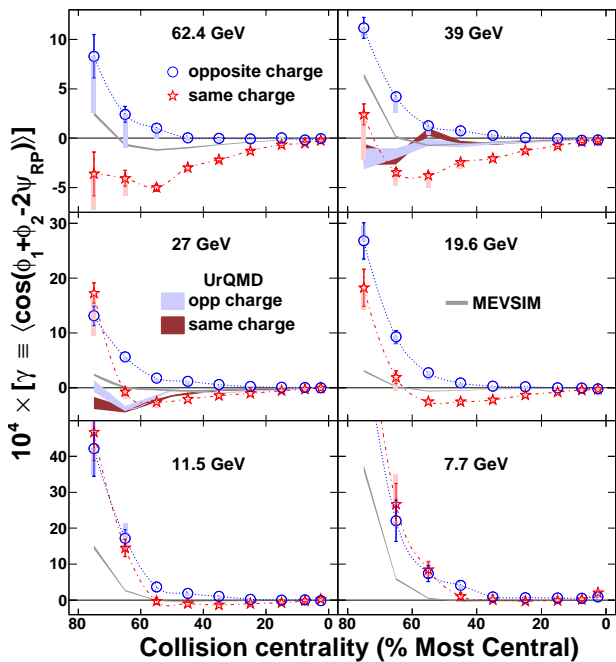 62.4 GeV
opposite charge
same charge
39 GeV
10
5
0
-5
27 GeV
UrQMD
opp charge
same charge
19.6 GeV
MEVSIM
30
20
10
0
11.5 GeV
7.7 GeV
40
30
20
10
0
80 60 40 20 0 80 60 40 20 0
Collision centrality (% Most Central)
10⁴ × [γ ≡ ⟨cos(ϕ₁+ϕ₂-2ψ_RP)⟩]